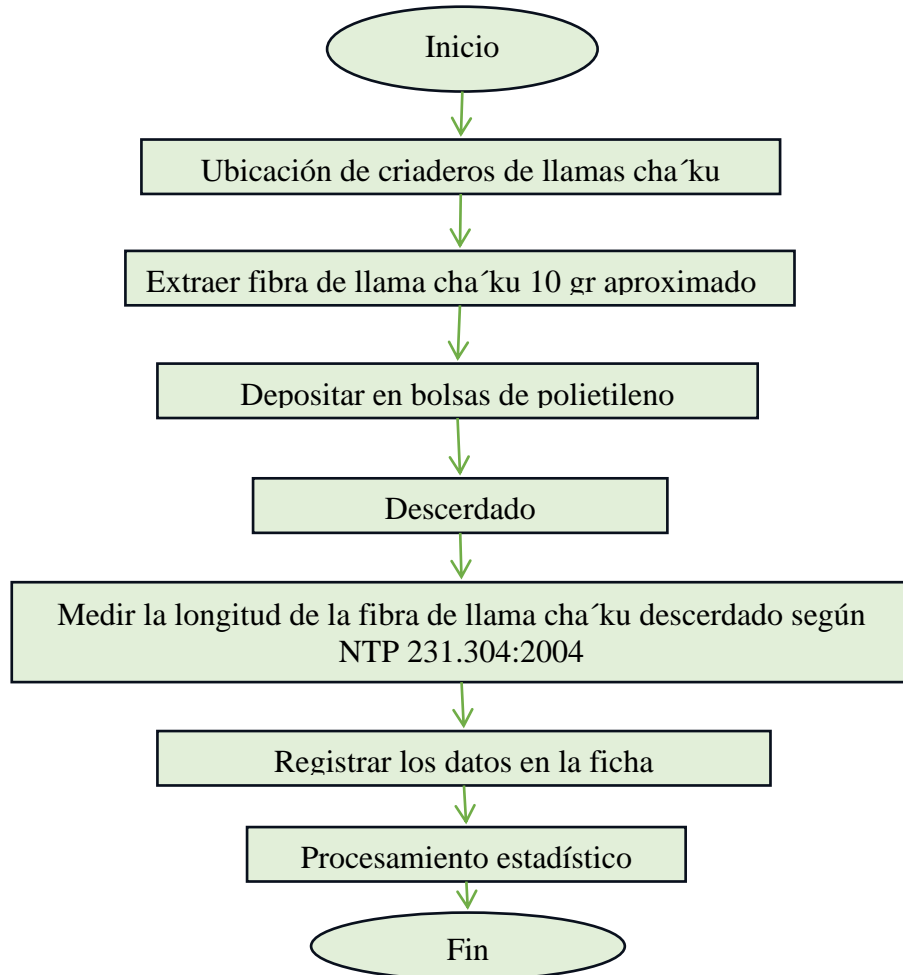 Inicio
Ubicación de criaderos de llamas cha´ku
Extraer fibra de llama cha´ku 10 gr aproximado
Depositar en bolsas de polietileno
Descerdado
Medir la longitud de la fibra de llama cha´ku descerdado según
NTP 231.304:2004
Registrar los datos en la ficha
Procesamiento estadístico
Fin